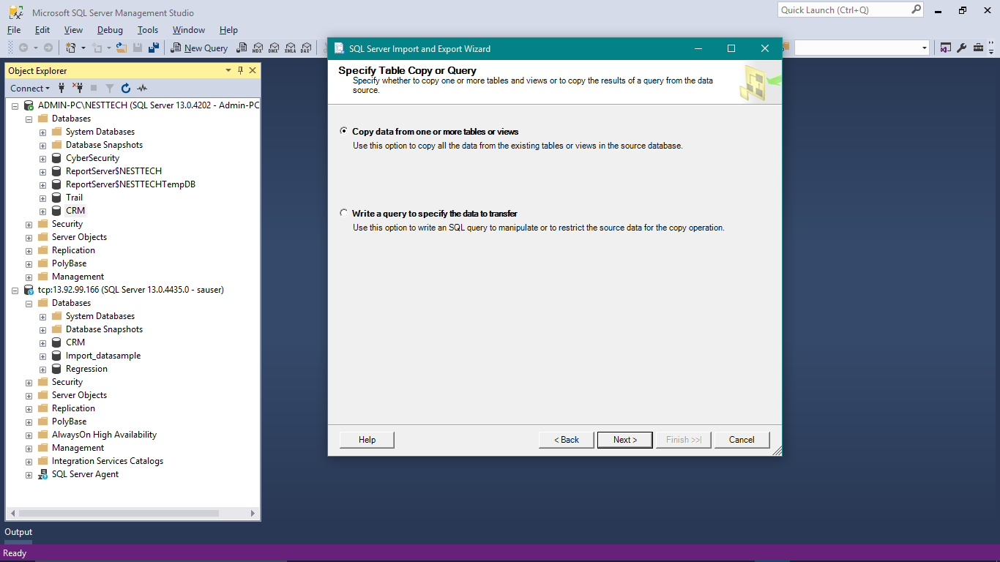 Microsoft SQL Server Management Studio
Quick Launch (Ctrl+Q)
File Edit View Debug Tools Window Help
New Query MDX DMX XMLA DAX
Object Explorer
Connect
ADMIN-PC\NESTTECH (SQL Server 13.0.4202 - Admin-PC
Databases
System Databases
Database Snapshots
CyberSecurity
ReportServer$NESTTECH
ReportServer$NESTTECHTempDB
Trail
CRM
Security
Server Objects
Replication
PolyBase
Management
tcp:13.92.99.166 (SQL Server 13.0.4435.0 - sauser)
Databases
System Databases
Database Snapshots
CRM
Import_datasample
Regression
Security
Server Objects
Replication
PolyBase
AlwaysOn High Availability
Management
Integration Services Catalogs
SQL Server Agent
SQL Server Import and Export Wizard
Specify Table Copy or Query
Specify whether to copy one or more tables and views or to copy the results of a query from the data
source.
Copy data from one or more tables or views
Use this option to copy all the data from the existing tables or views in the source database.
Write a query to specify the data to transfer
Use this option to write an SQL query to manipulate or to restrict the source data for the copy operation.
Help < Back Next > Finish >>| Cancel
Output
Ready